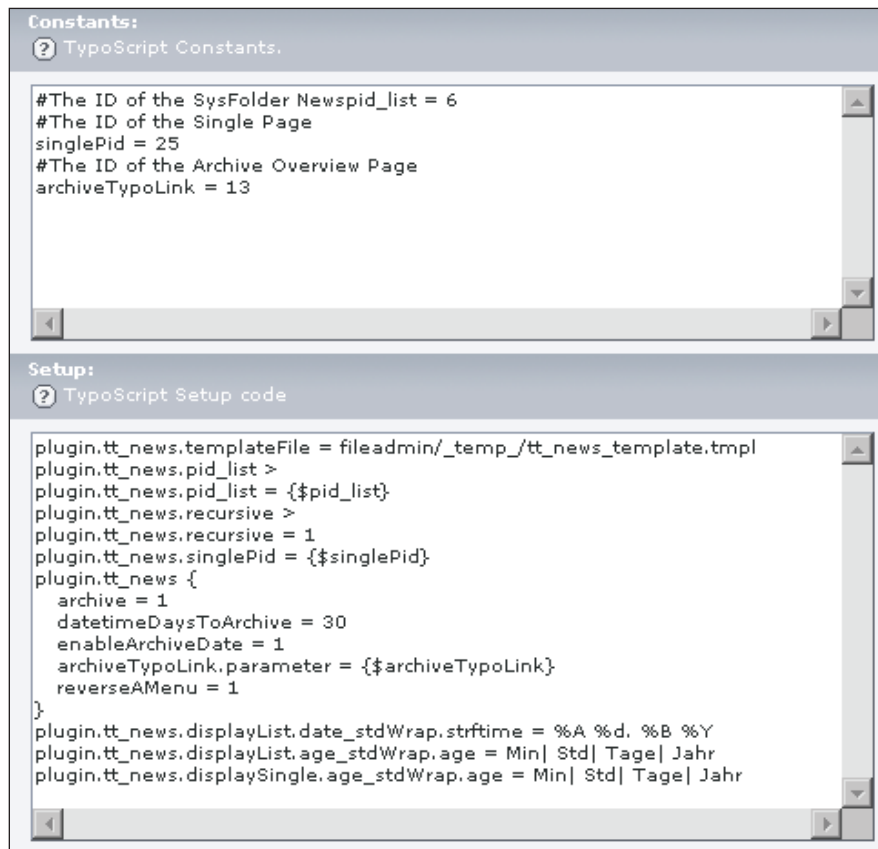 Constants:
? TypoScript Constants.
#The ID of the SysFolder Newspid_list = 6
#The ID of the Single Page
singlePid = 25
#The ID of the Archive Overview Page
archiveTypoLink = 13
Setup:
? TypoScript Setup code
plugin.tt_news.templateFile = fileadmin/_temp_/tt_news_template.tmpl
plugin.tt_news.pid_list >
plugin.tt_news.pid_list = {$pid_list}
plugin.tt_news.recursive >
plugin.tt_news.recursive = 1
plugin.tt_news.singlePid = {$singlePid}
plugin.tt_news {
  archive = 1
  datetimeDaysToArchive = 30
  enableArchiveDate = 1
  archiveTypoLink.parameter = {$archiveTypoLink}
  reverseAMenu = 1
}
plugin.tt_news.displayList.date_stdWrap.strftime = %A %d. %B %Y
plugin.tt_news.displayList.age_stdWrap.age = Min| Std| Tage| Jahr
plugin.tt_news.displaySingle.age_stdWrap.age = Min| Std| Tage| Jahr